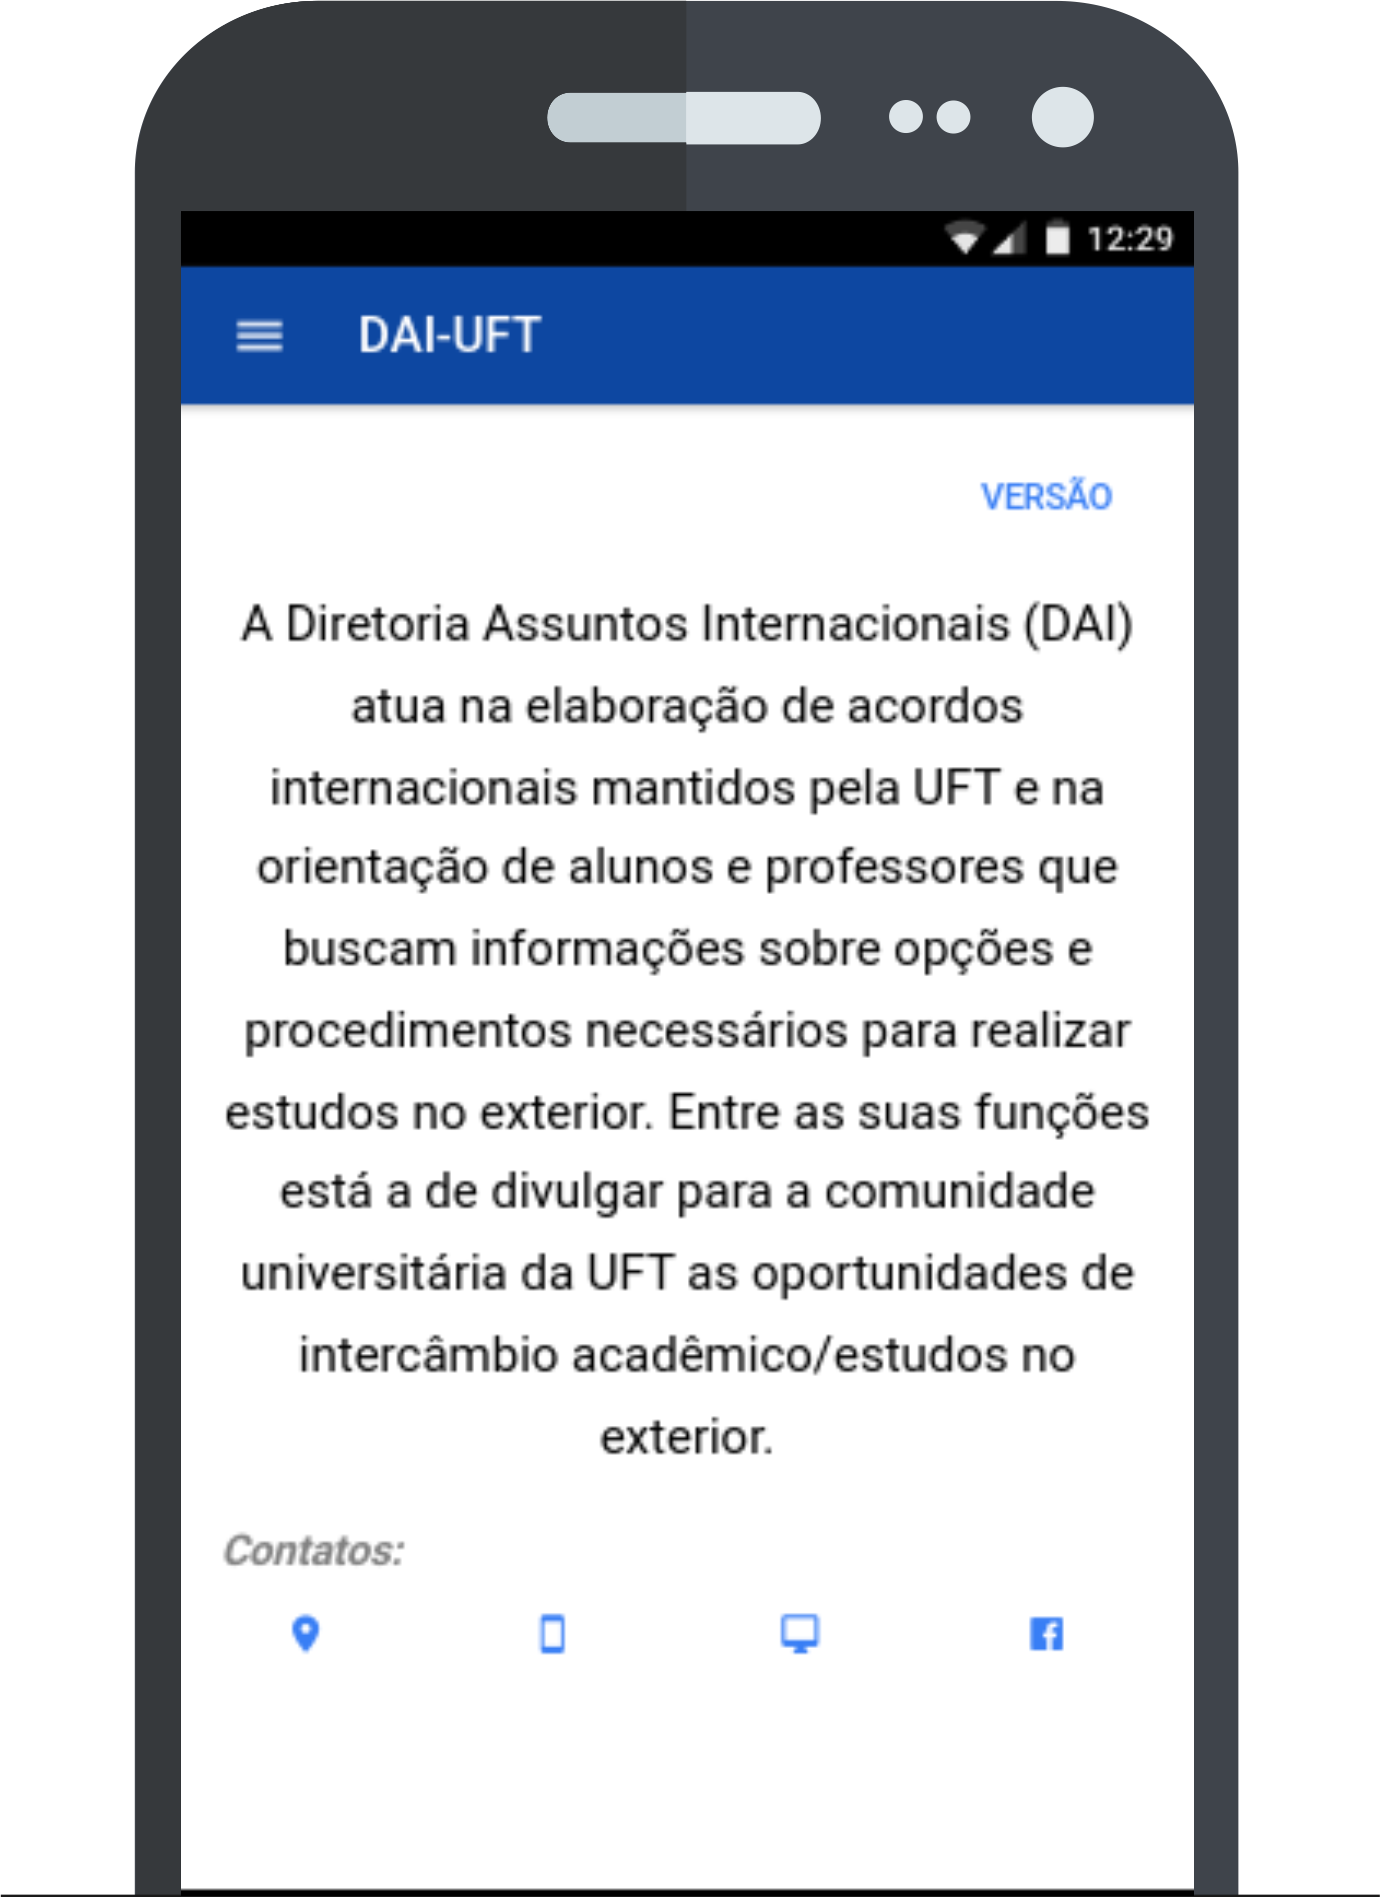 12:29
DAI-UFT
VERSÃO
A Diretoria Assuntos Internacionais (DAI)
atua na elaboração de acordos
internacionais mantidos pela UFT e na
orientação de alunos e professores que
buscam informações sobre opções e
procedimentos necessários para realizar
estudos no exterior. Entre as suas funções
está a de divulgar para a comunidade
universitária da UFT as oportunidades de
intercâmbio acadêmico/estudos no
exterior.
Contatos: